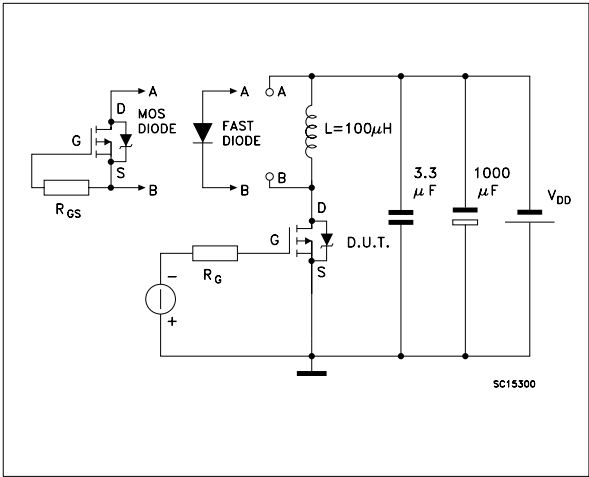 A
D
MOS
DIODE
G
S
B
R_GS
A
FAST
DIODE
B
A
L=100μH
B
D
G
D.U.T.
S
R_G
−
+
3.3
μF
1000
μF
V_DD
SC15300